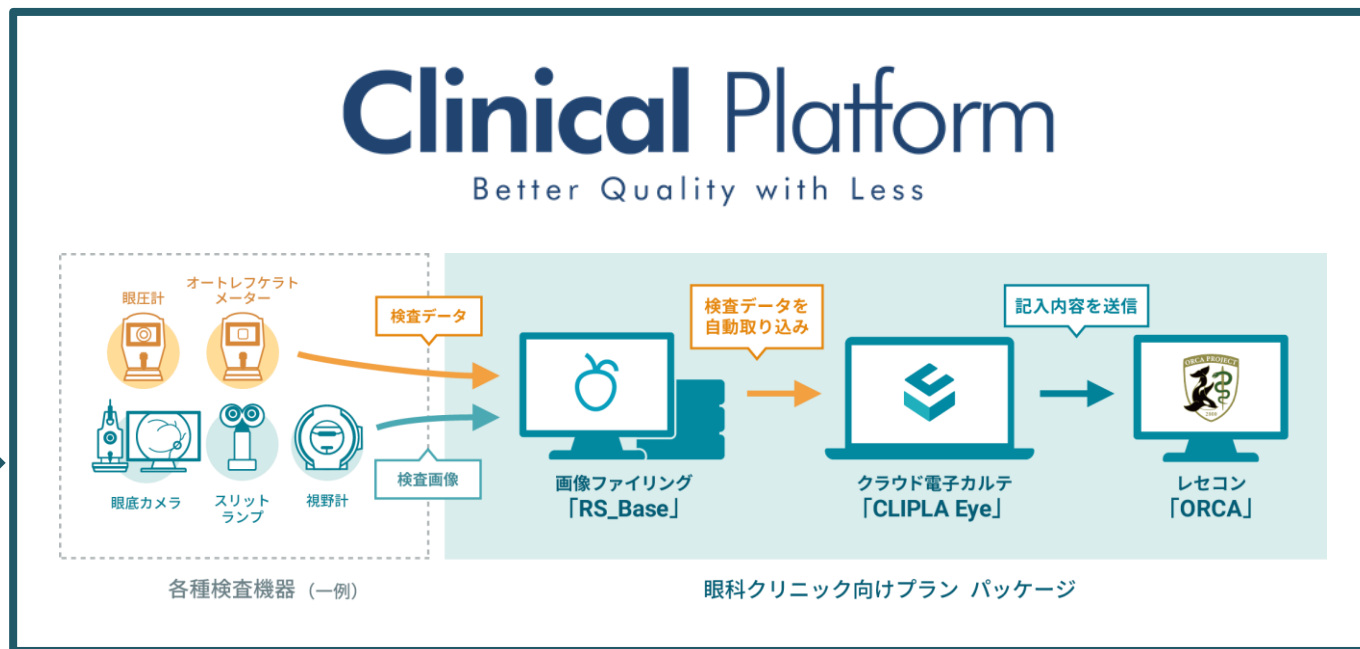 Clinical Platform
Better Quality with Less
眼圧計
オートレフケラト
メーター
検査データ
検査データを
自動取り込み
記入内容を送信
ORCA PROJECT
眼底カメラ
スリット
ランプ
視野計
検査画像
画像ファイリング
「RS_Base」
クラウド電子カルテ
「CLIPLA Eye」
レセコン
「ORCA」
各種検査機器 (一例)
眼科クリニック向けプラン パッケージ